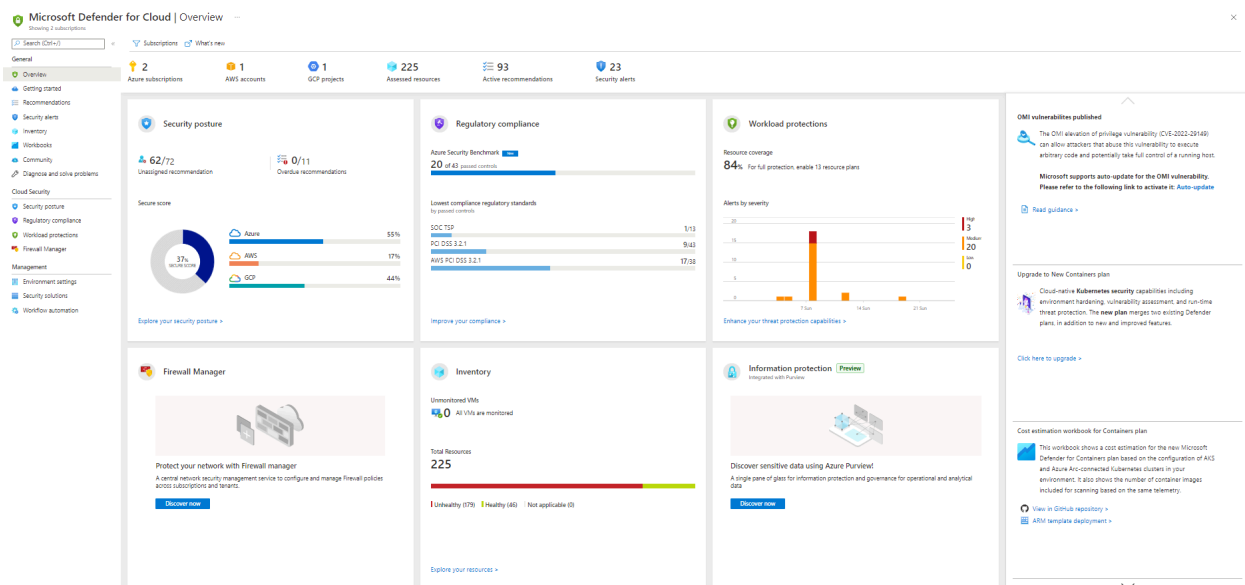 Microsoft Defender for Cloud | Overview ...
Showing 2 subscriptions
Search (Ctrl+/)
«
General
Overview
Getting started
Recommendations
Security alerts
Inventory
Workbooks
Community
Diagnose and solve problems
Cloud Security
Security posture
Regulatory compliance
Workload protections
Firewall Manager
Management
Environment settings
Security solutions
Workflow automation
Subscriptions What's new
2
Azure subscriptions
1
AWS accounts
1
GCP projects
225
Assessed resources
93
Active recommendations
23
Security alerts
Security posture
62/72
Unassigned recommendation
0/11
Overdue recommendations
Secure score
37%
SECURE SCORE
Azure 55%
AWS 17%
GCP 44%
Explore your security posture >
Regulatory compliance
Azure Security Benchmark New
20 of 43 passed controls
Lowest compliance regulatory standards
by passed controls
SOC TSP 1/13
PCI DSS 3.2.1 9/43
AWS PCI DSS 3.2.1 17/38
Improve your compliance >
Workload protections
Resource coverage
84% For full protection, enable 13 resource plans
Alerts by severity
20
15
10
5
0
7 Sun 14 Sun 21 Sun
High
3
Medium
20
Low
0
Enhance your threat protection capabilities >
Firewall Manager
Protect your network with Firewall manager
A central network security management service to configure and manage Firewall policies
across subscriptions and tenants.
Discover now
Inventory
Unmonitored VMs
0 All VMs are monitored
Total Resources
225
Unhealthy (179) Healthy (46) Not applicable (0)
Explore your resources >
Information protection Preview
Integrated with Purview
Discover sensitive data using Azure Purview!
A single pane of glass for information protection and governance for operational and analytical
data
Discover now
OMI vulnerabilites published
The OMI elevation of privilege vulnerability (CVE-2022-29149)
can allow attackers that abuse this vulnerability to execute
arbitrary code and potentially take full control of a running host.
Microsoft supports auto-update for the OMI vulnerability.
Please refer to the following link to activate it: Auto-update
Read guidance >
Upgrade to New Containers plan
Cloud-native Kubernetes security capabilities including
environment hardening, vulnerability assessment, and run-time
threat protection. The new plan merges two existing Defender
plans, in addition to new and improved features.
Click here to upgrade >
Cost estimation workbook for Containers plan
This workbook shows a cost estimation for the new Microsoft
Defender for Containers plan based on the configuration of AKS
and Azure Arc-connected Kubernetes clusters in your
environment. It also shows the number of container images
included for scanning based on the same telemetry.
View in GitHub repository >
ARM template deployment >